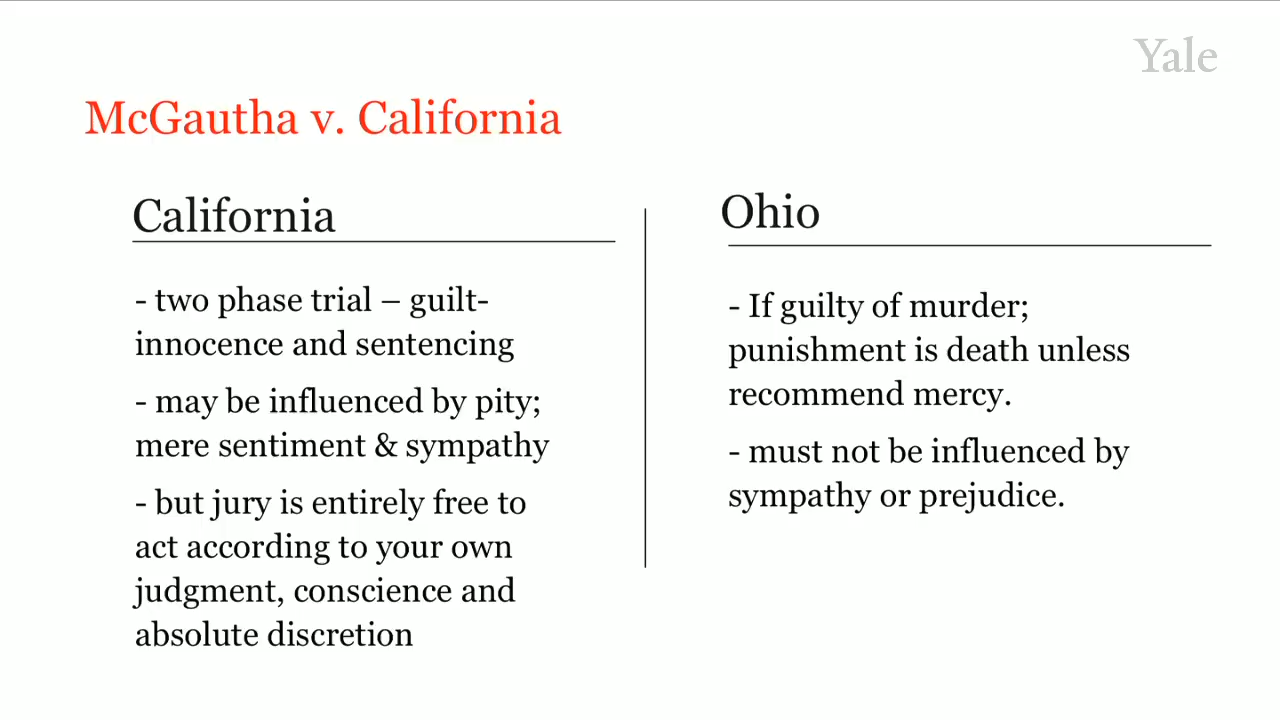 Yale
McGautha v. California
California
- two phase trial – guilt-
innocence and sentencing
- may be influenced by pity;
mere sentiment & sympathy
- but jury is entirely free to
act according to your own
judgment, conscience and
absolute discretion
Ohio
- If guilty of murder;
punishment is death unless
recommend mercy.
- must not be influenced by
sympathy or prejudice.